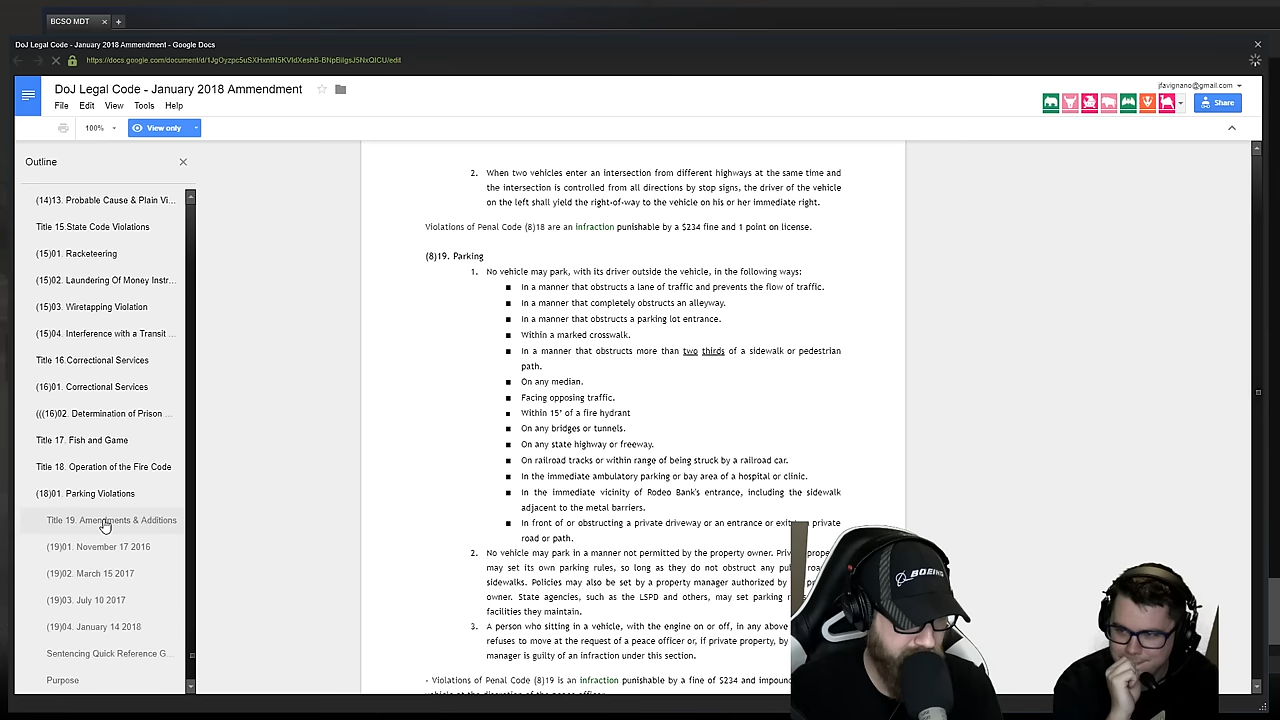 BCSO MDT
DoJ Legal Code - January 2018 Ammendment - Google Docs
DoJ Legal Code - January 2018 Ammendment
jfavignano@gmail.com
File Edit View Tools Help
Share
100% View only
Outline
(14)13. Probable Cause & Plain Vi...
Title 15.State Code Violations
(15)01. Racketeering
(15)02. Laundering Of Money Instr...
(15)03. Wiretapping Violation
(15)04. Interference with a Transit ...
Title 16.Correctional Services
(16)01. Correctional Services
(((16)02. Determination of Prison ...
Title 17. Fish and Game
Title 18. Operation of the Fire Code
(18)01. Parking Violations
Title 19. Amendments & Additions
(19)01. November 17 2016
(19)02. March 15 2017
(19)03. July 10 2017
(19)04. January 14 2018
Sentencing Quick Reference G...
Purpose
2. When two vehicles enter an intersection from different highways at the same time and
the intersection is controlled from all directions by stop signs, the driver of the vehicle
on the left shall yield the right-of-way to the vehicle on his or her immediate right.
Violations of Penal Code (8)18 are an infraction punishable by a $234 fine and 1 point on license.
(8)19. Parking
1. No vehicle may park, with its driver outside the vehicle, in the following ways:
■ In a manner that obstructs a lane of traffic and prevents the flow of traffic.
■ In a manner that completely obstructs an alleyway.
■ In a manner that obstructs a parking lot entrance.
■ Within a marked crosswalk.
■ In a manner that obstructs more than two thirds of a sidewalk or pedestrian
path.
■ On any median.
■ Facing opposing traffic.
■ Within 15' of a fire hydrant
■ On any bridges or tunnels.
■ On any state highway or freeway.
■ On railroad tracks or within range of being struck by a railroad car.
■ In the immediate ambulatory parking or bay area of a hospital or clinic.
■ In the immediate vicinity of Rodeo Bank's entrance, including the sidewalk
adjacent to the metal barriers.
■ In front of or obstructing a private driveway or an entrance or exit private
road or path.
2. No vehicle may park in a manner not permitted by the property owner.
may set its own parking rules, so long as they do not obstruct any
sidewalks. Policies may also be set by a property manager authorized by
owner. State agencies, such as the LSPD and others, may set parking
facilities they maintain.
3. A person who sitting in a vehicle, with the engine on or off, in any above
refuses to move at the request of a peace officer or, if private property, by
manager is guilty of an infraction under this section.
- Violations of Penal Code (8)19 is an infraction punishable by a fine of $234 and
BOEING